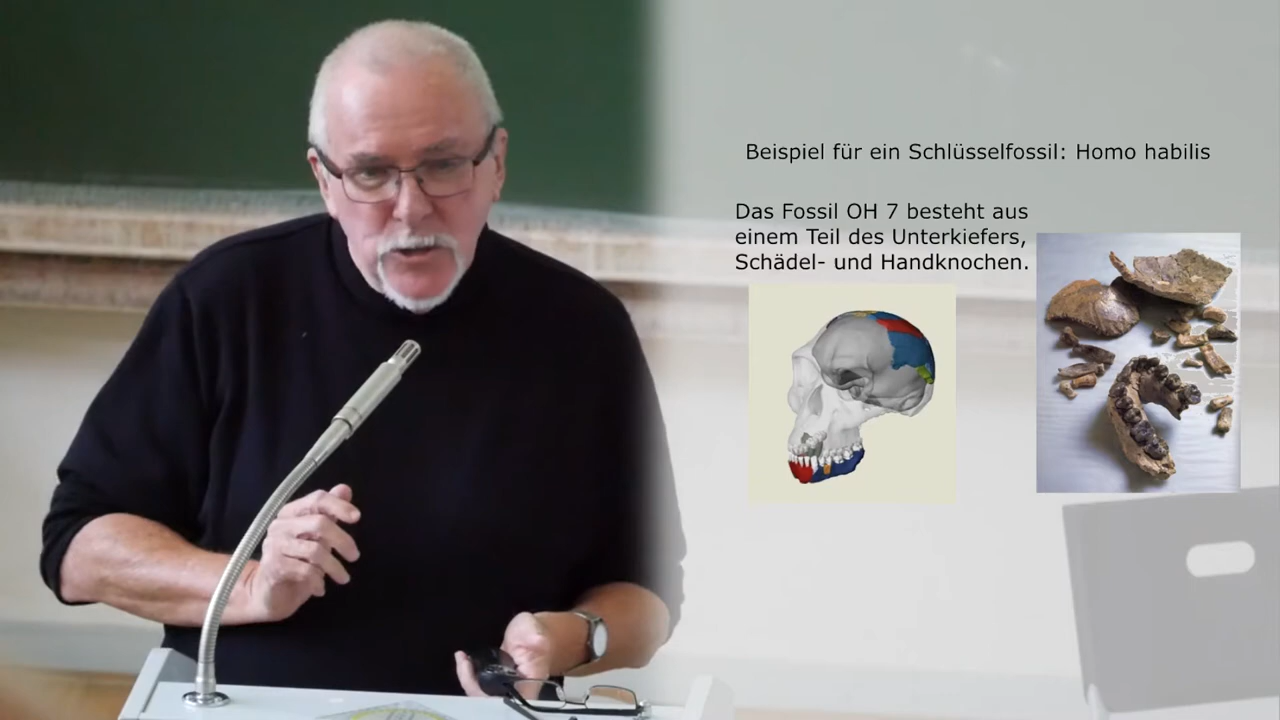 Beispiel für ein Schlüsselfossil: Homo habilis
Das Fossil OH 7 besteht aus
einem Teil des Unterkiefers,
Schädel- und Handknochen.